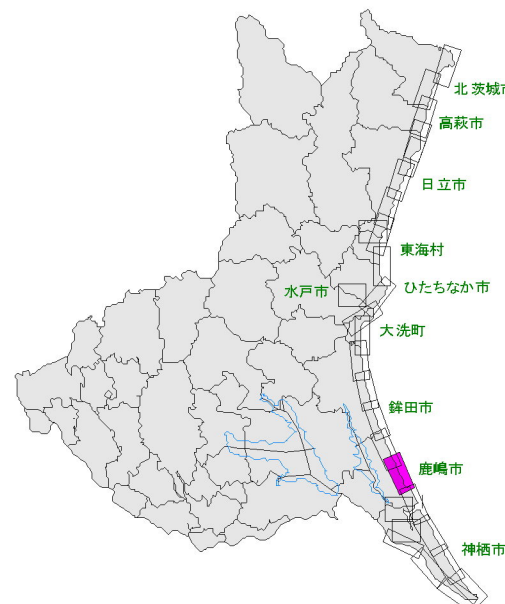 北茨城市
高萩市
日立市
東海村
ひたちなか市
水戸市
大洗町
鉾田市
鹿嶋市
神栖市